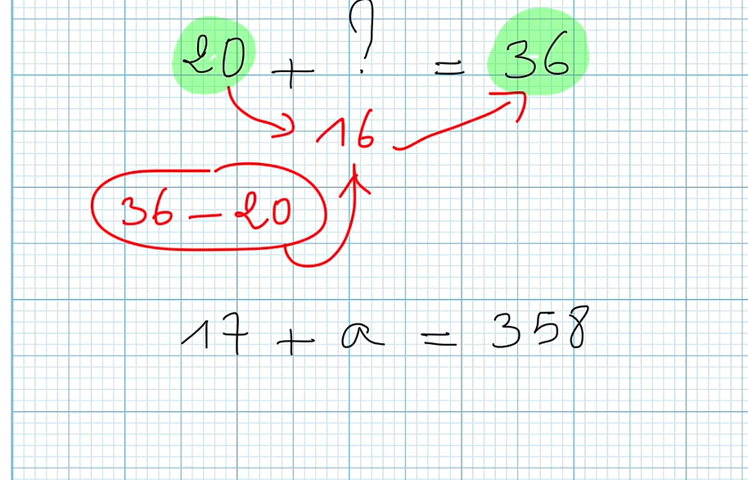 20 + ? = 36
16
36 - 20
17 + a = 358